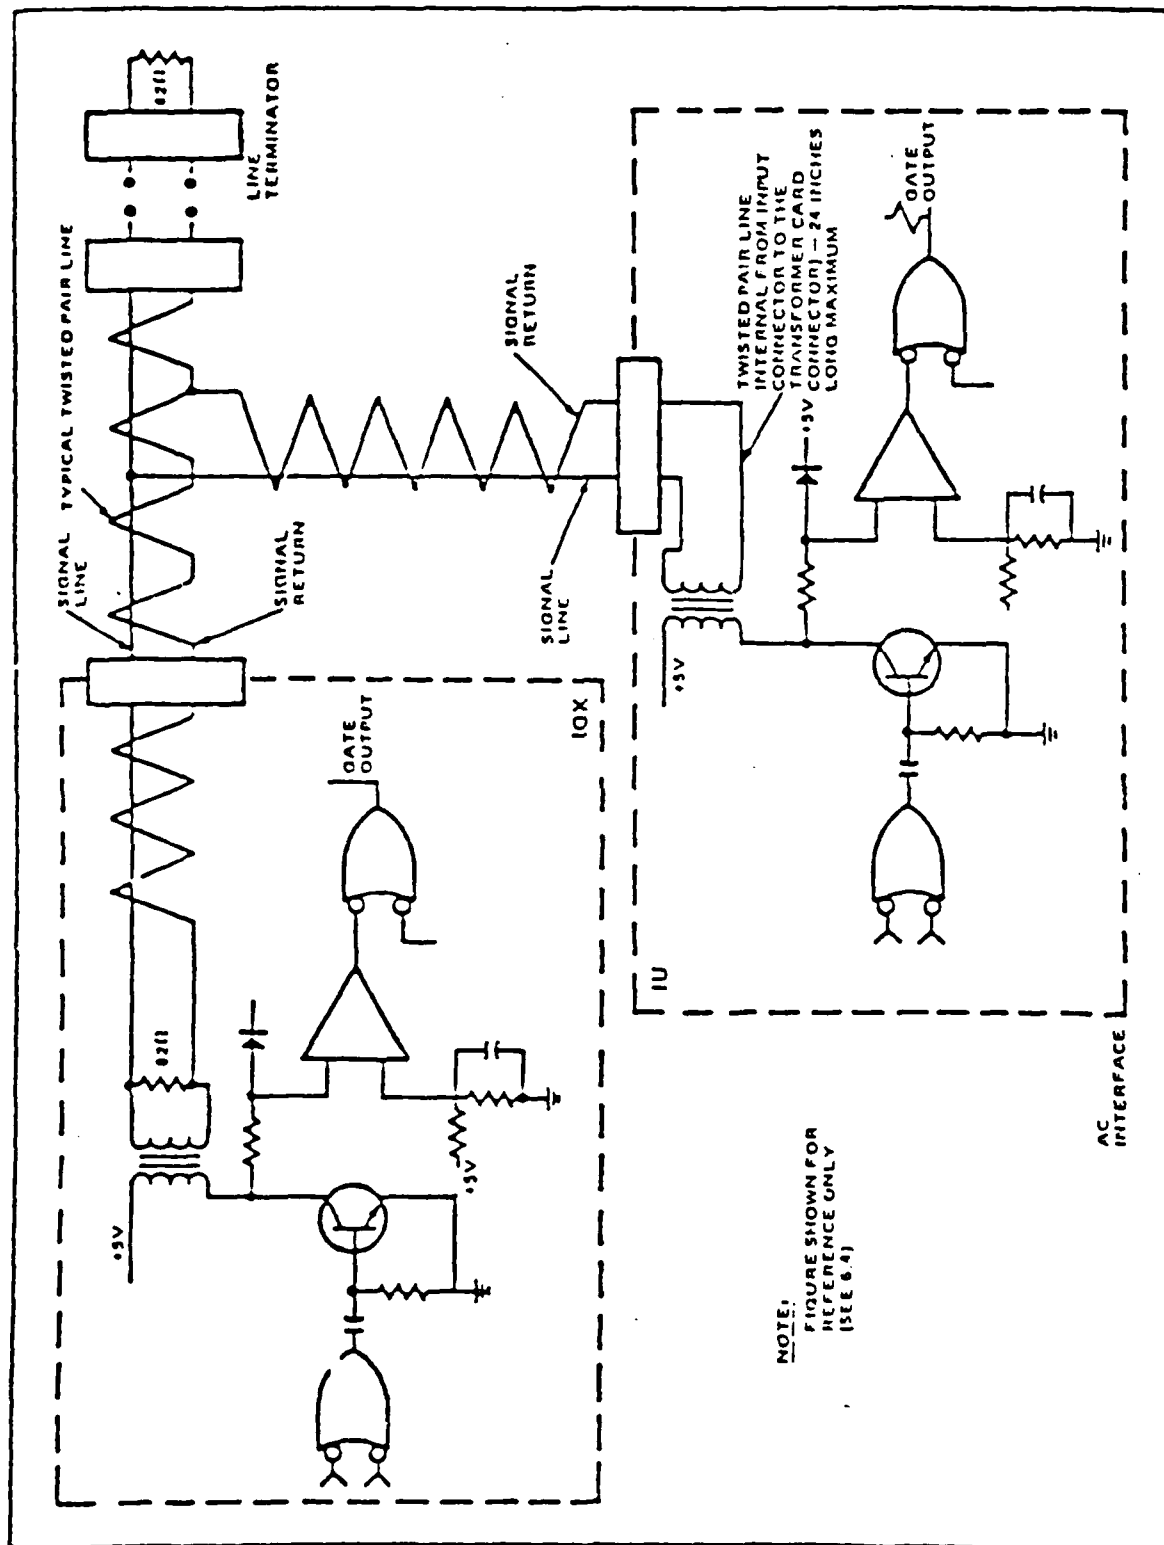 82Ω
LINE
TERMINATOR
TYPICAL TWISTED PAIR LINE
SIGNAL
LINE
SIGNAL
RETURN
SIGNAL
RETURN
SIGNAL
LINE
IOX
GATE
OUTPUT
82Ω
+5V
+5V
TWISTED PAIR LINE
INTERNAL FROM INPUT
CONNECTOR TO THE
TRANSFORMER CARD
CONNECTOR) – 24 INCHES
LONG MAXIMUM
GATE
OUTPUT
+5V
+5V
IU
NOTE:
FIGURE SHOWN FOR
REFERENCE ONLY
(SEE 6.4)
AC
INTERFACE